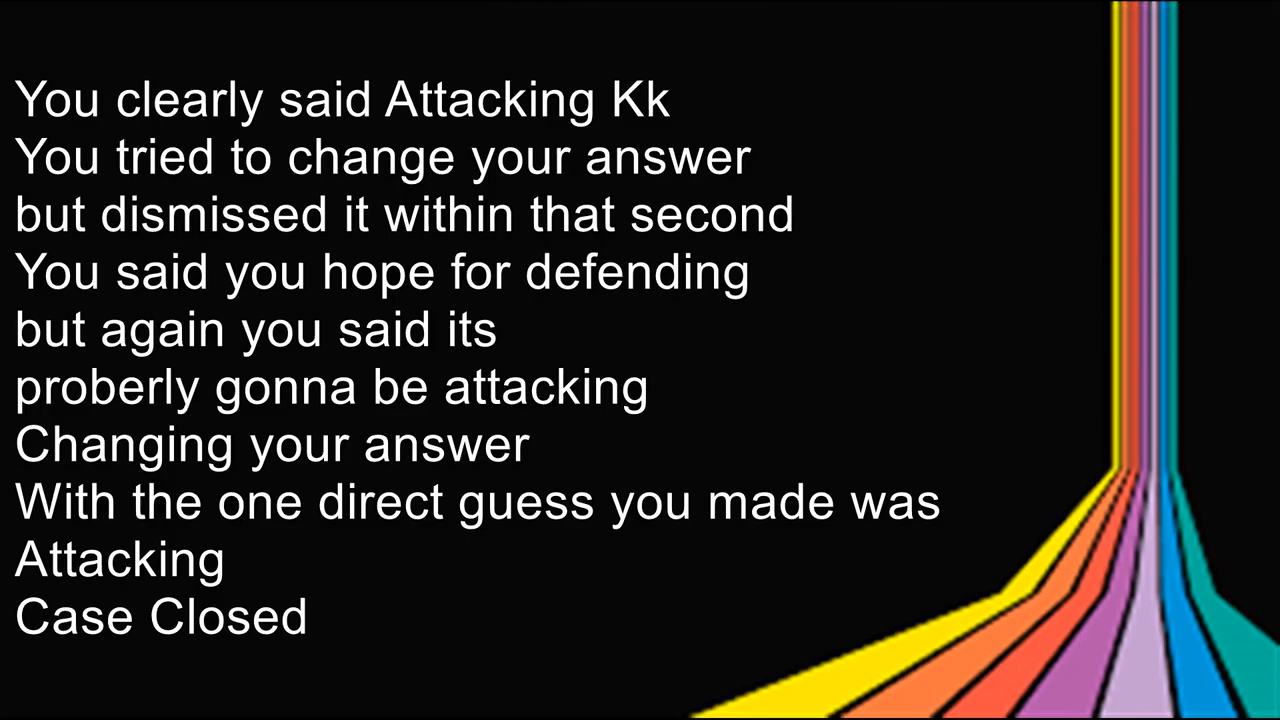 You clearly said Attacking Kk
You tried to change your answer
but dismissed it within that second
You said you hope for defending
but again you said its
proberly gonna be attacking
Changing your answer
With the one direct guess you made was
Attacking
Case Closed